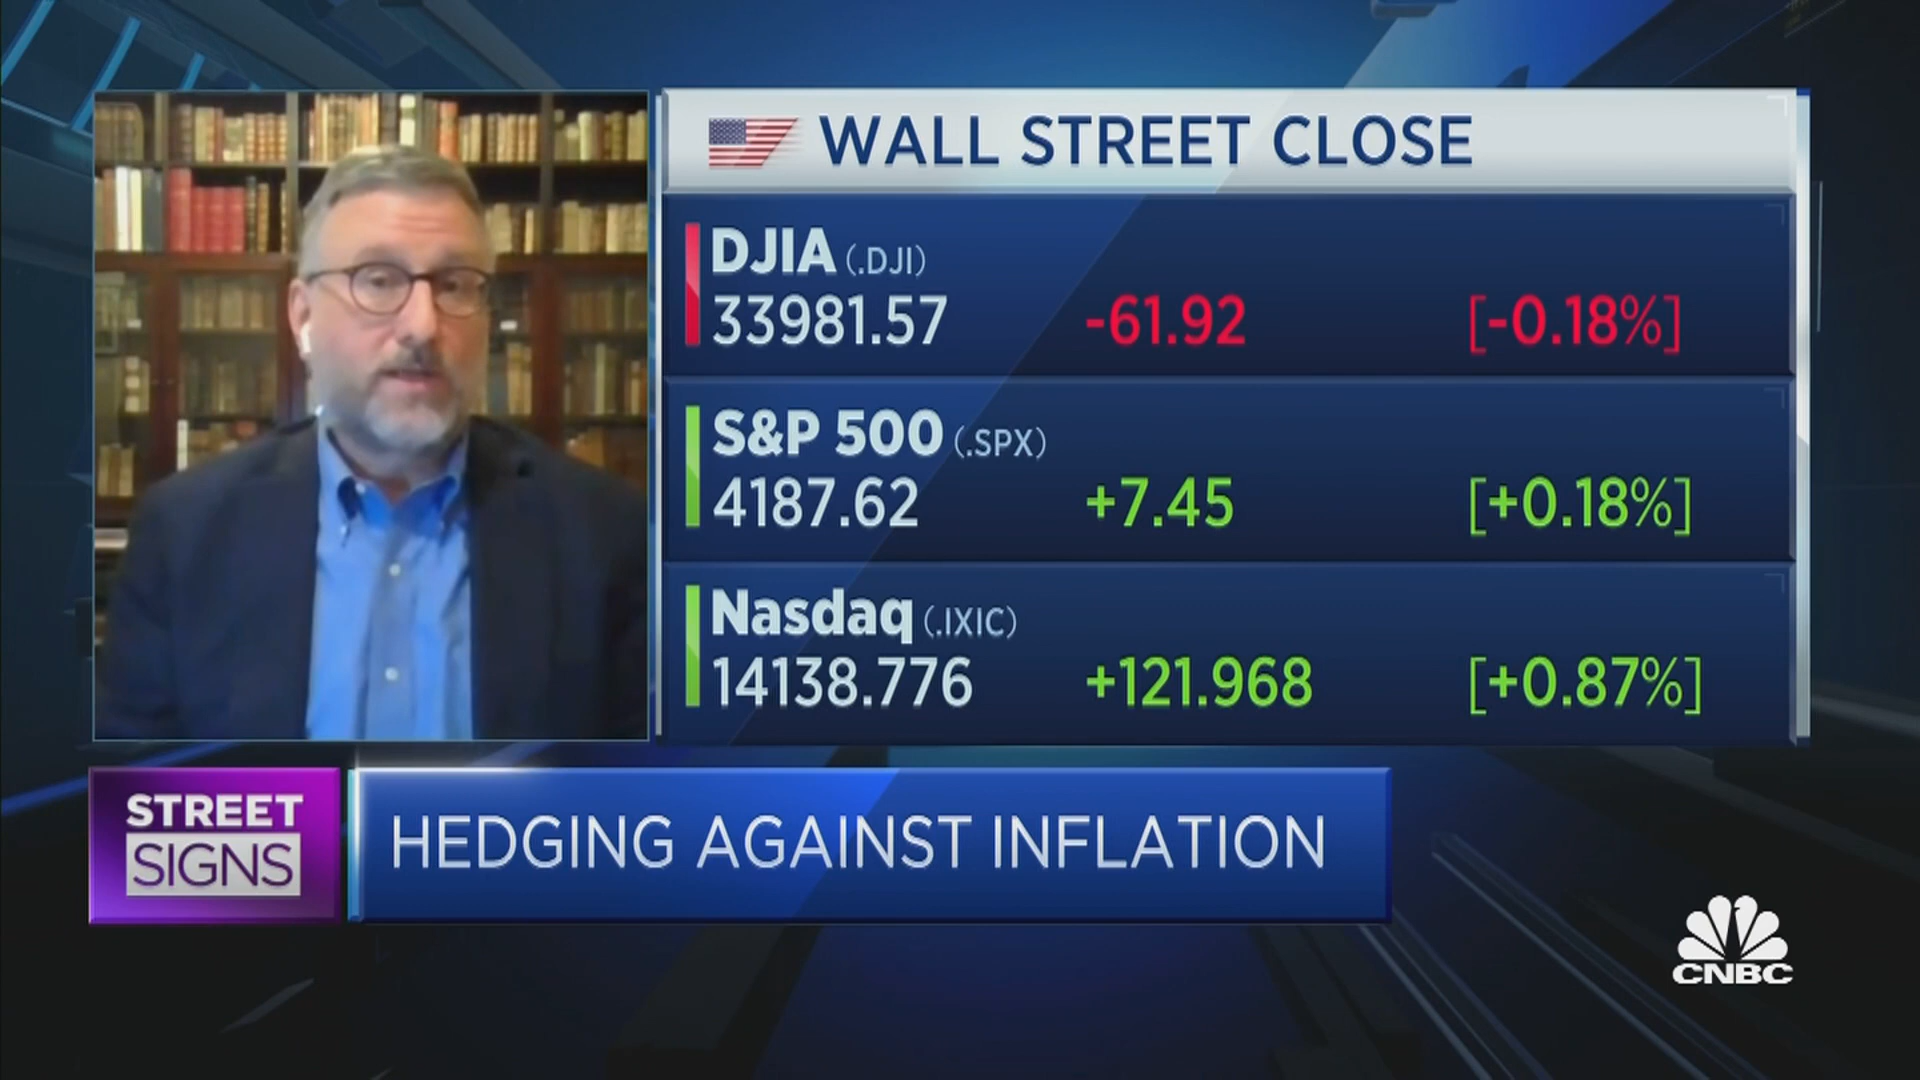 WALL STREET CLOSE
DJIA (.DJI)
33981.57 -61.92 [-0.18%]
S&P 500 (.SPX)
4187.62 +7.45 [+0.18%]
Nasdaq (.IXIC)
14138.776 +121.968 [+0.87%]
STREET
SIGNS
HEDGING AGAINST INFLATION
CNBC